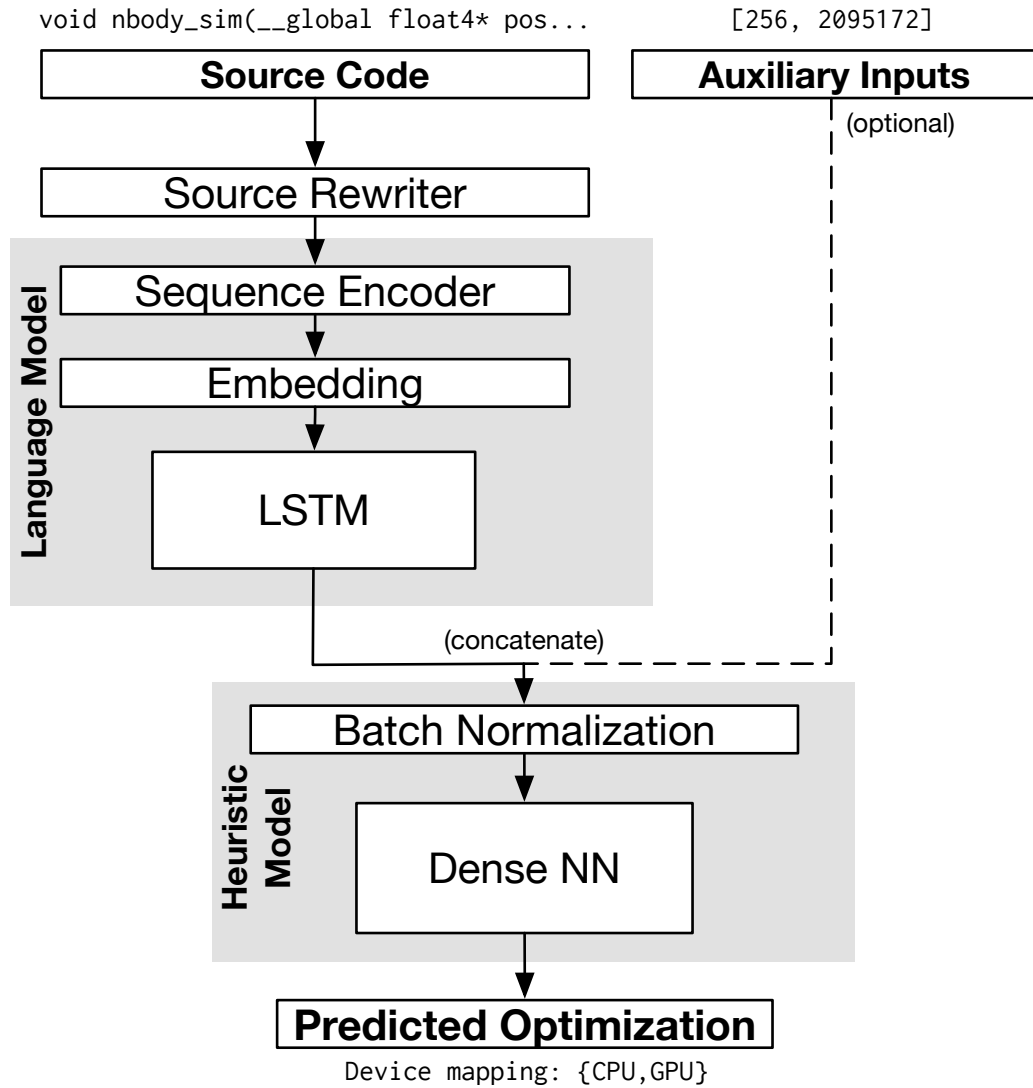 void nbody_sim(__global float4* pos...
[256, 2095172]
Source Code
Auxiliary Inputs
(optional)
Source Rewriter
Language Model
Sequence Encoder
Embedding
LSTM
(concatenate)
Heuristic
Model
Batch Normalization
Dense NN
Predicted Optimization
Device mapping: {CPU,GPU}